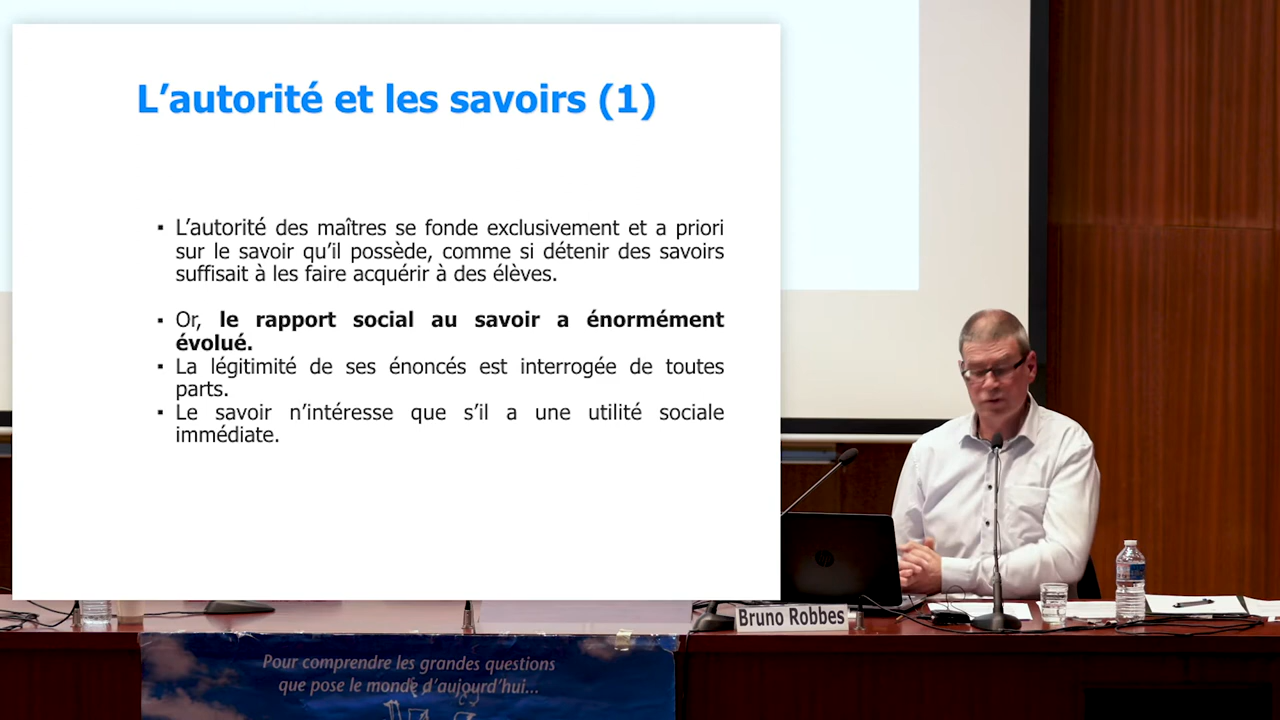 L’autorité et les savoirs (1)
▪ L’autorité des maîtres se fonde exclusivement et a priori
sur le savoir qu’il possède, comme si détenir des savoirs
suffisait à les faire acquérir à des élèves.
▪ Or, le rapport social au savoir a énormément
évolué.
▪ La légitimité de ses énoncés est interrogée de toutes
parts.
▪ Le savoir n’intéresse que s’il a une utilité sociale
immédiate.
Bruno Robbes
Pour comprendre les grandes questions
que pose le monde d’aujourd’hui...